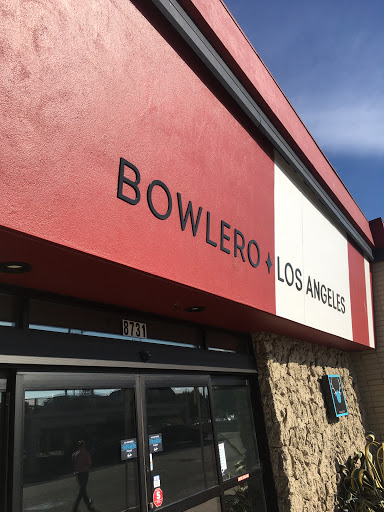 BOWLERO + LOS ANGELES
8731